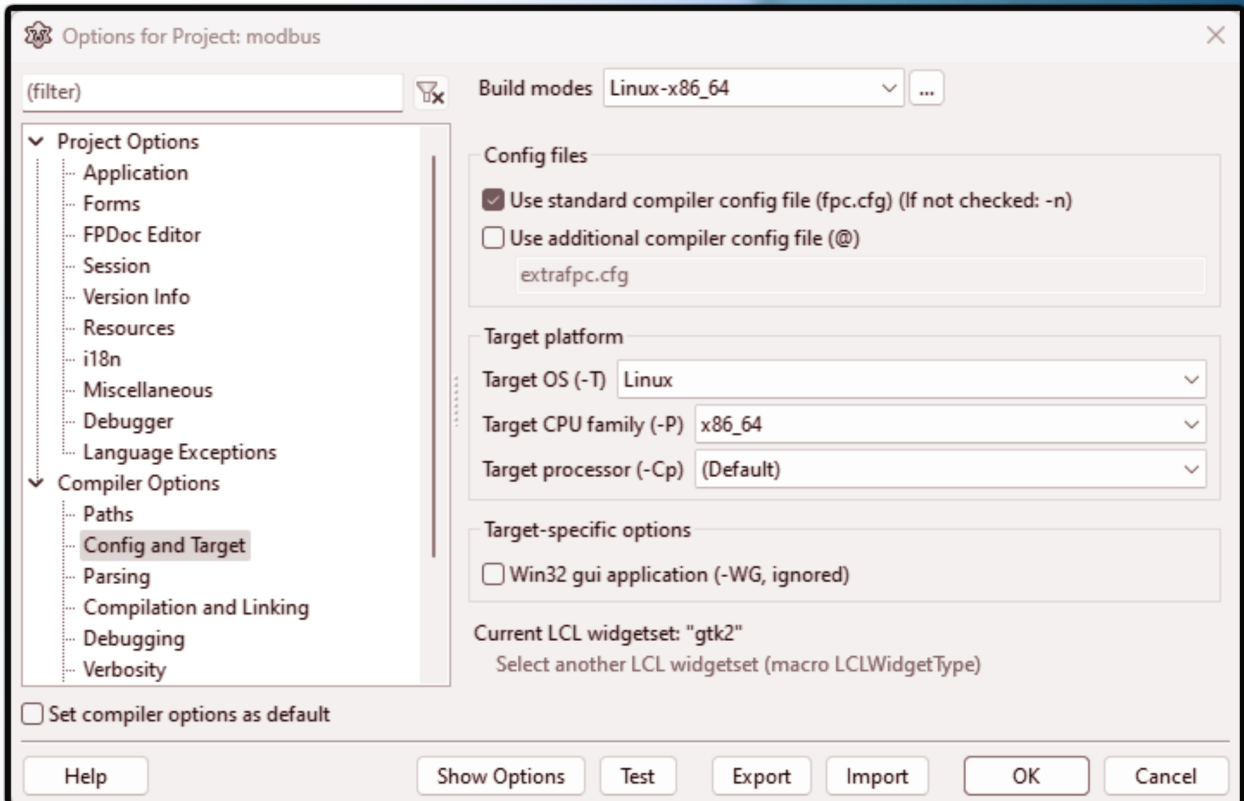 Options for Project: modbus
(filter)
Build modes Linux-x86_64 ...
Project Options
Application
Forms
FPDoc Editor
Session
Version Info
Resources
i18n
Miscellaneous
Debugger
Language Exceptions
Compiler Options
Paths
Config and Target
Parsing
Compilation and Linking
Debugging
Verbosity
Config files
Use standard compiler config file (fpc.cfg) (If not checked: -n)
Use additional compiler config file (@)
extrafpc.cfg
Target platform
Target OS (-T) Linux
Target CPU family (-P) x86_64
Target processor (-Cp) (Default)
Target-specific options
Win32 gui application (-WG, ignored)
Current LCL widgetset: "gtk2"
Select another LCL widgetset (macro LCLWidgetType)
Set compiler options as default
Help Show Options Test Export Import OK Cancel